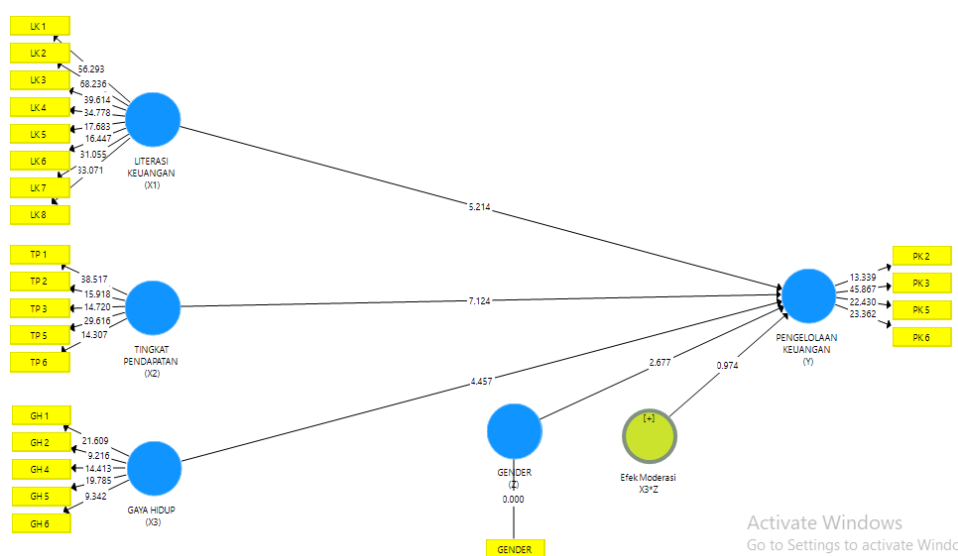 LK 1
LK 2
LK 3
LK 4
LK 5
LK 6
LK 7
LK 8
56.293
68.236
39.614
34.778
17.683
16.447
31.055
33.071
LITERASI
KEUANGAN
(X1)
5.214
TP 1
TP 2
TP 3
TP 5
TP 6
38.517
15.918
14.720
29.616
14.307
TINGKAT
PENDAPATAN
(X2)
7.124
GH 1
GH 2
GH 4
GH 5
GH 6
21.609
9.216
14.413
19.785
9.342
GAYA HIDUP
(X3)
4.457
GENDER
(Z)
0.000
GENDER
2.677
[+]
Efek Moderasi
X3*Z
0.974
PENGELOLAAN
KEUANGAN
(Y)
13.339
45.867
22.430
23.362
PK 2
PK 3
PK 5
PK 6
Activate Windows
Go to Settings to activate Windo